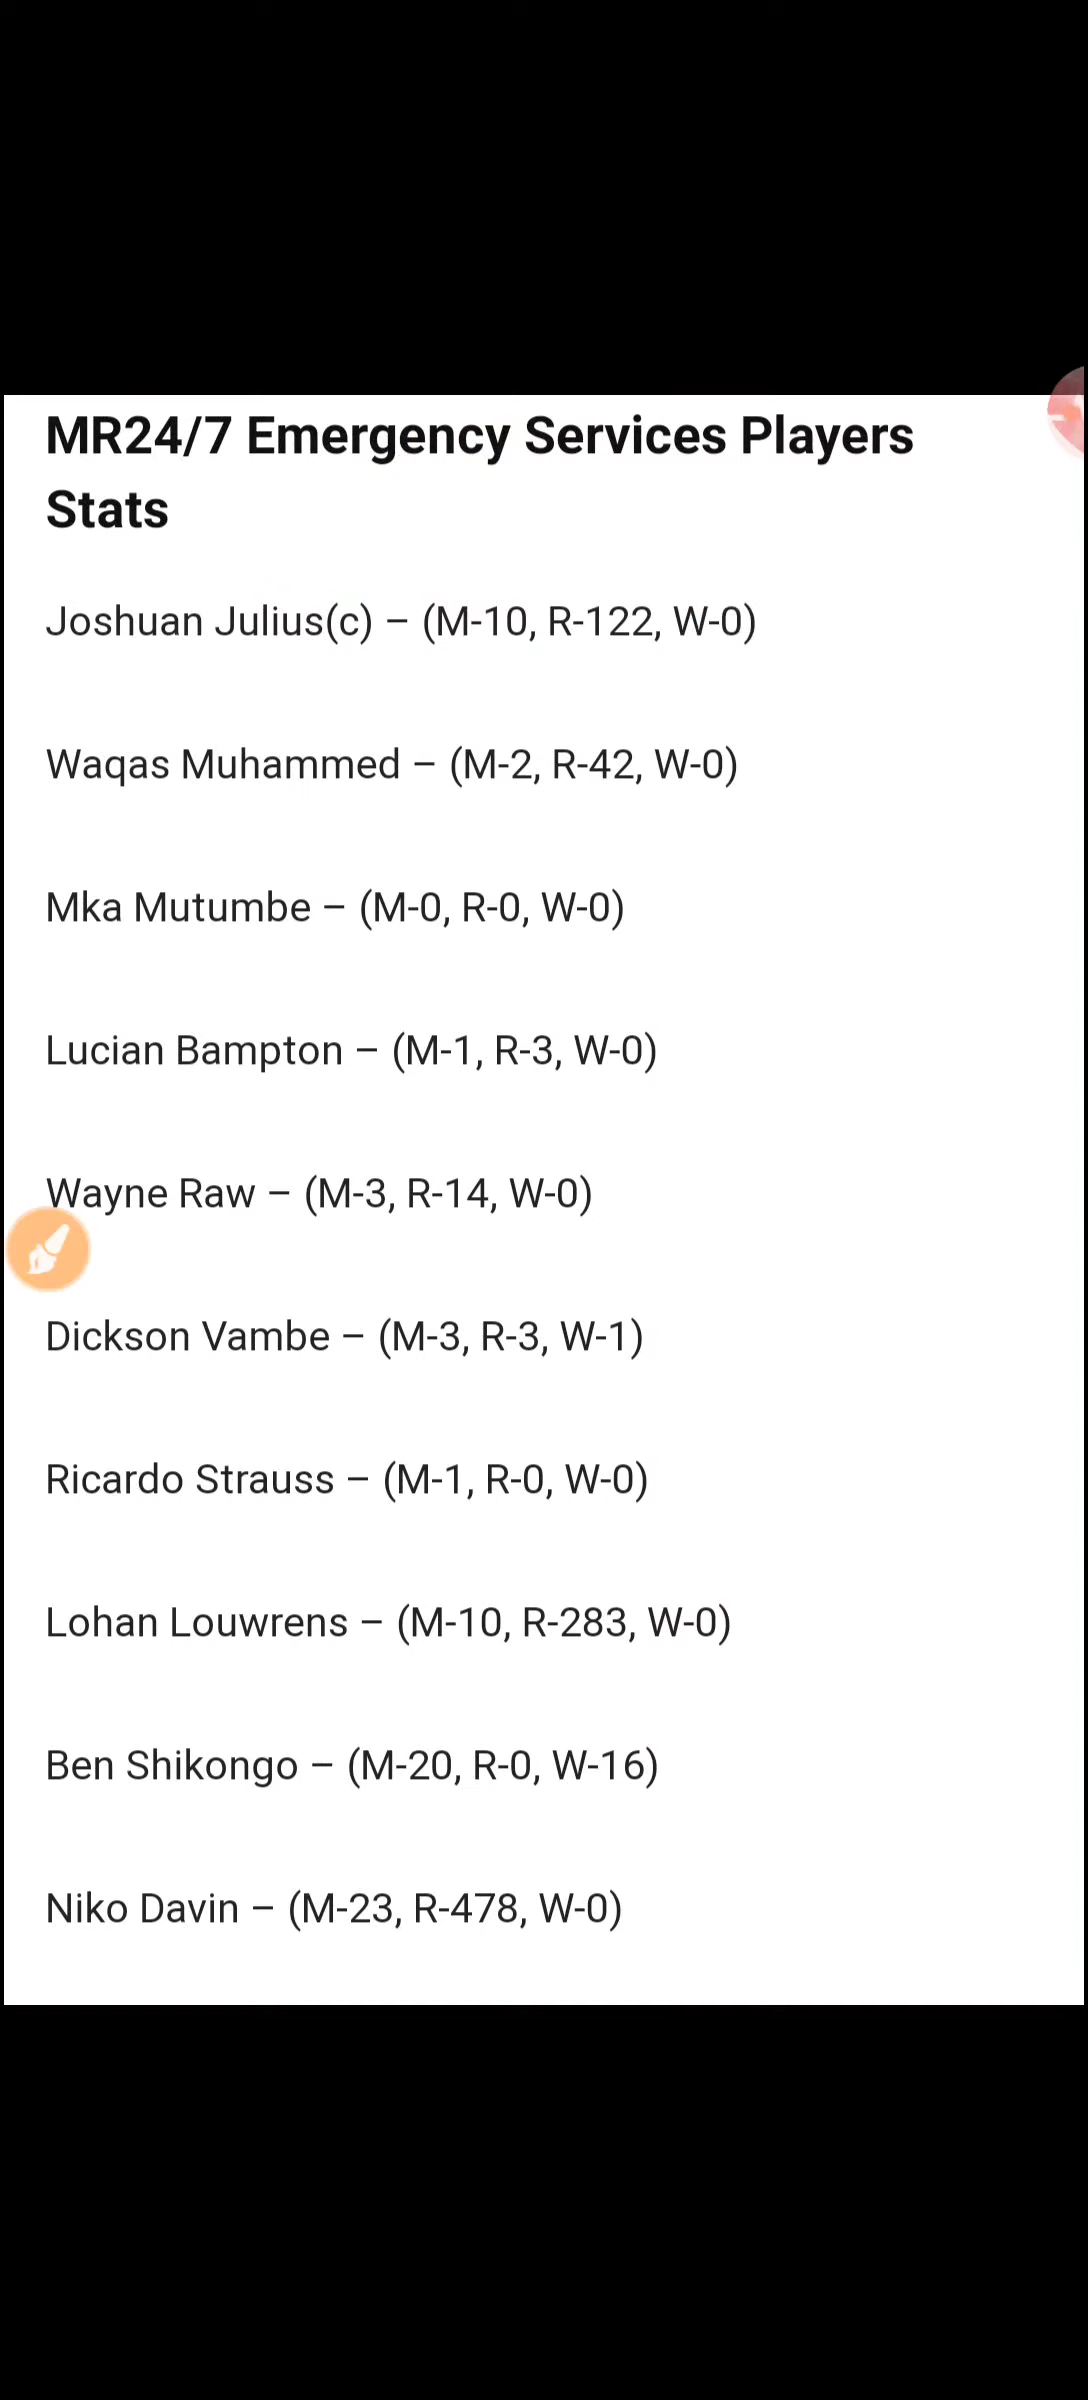 MR24/7 Emergency Services Players
Stats
Joshuan Julius(c) – (M-10, R-122, W-0)
Waqas Muhammed – (M-2, R-42, W-0)
Mka Mutumbe – (M-0, R-0, W-0)
Lucian Bampton – (M-1, R-3, W-0)
Wayne Raw – (M-3, R-14, W-0)
Dickson Vambe – (M-3, R-3, W-1)
Ricardo Strauss – (M-1, R-0, W-0)
Lohan Louwrens – (M-10, R-283, W-0)
Ben Shikongo – (M-20, R-0, W-16)
Niko Davin – (M-23, R-478, W-0)